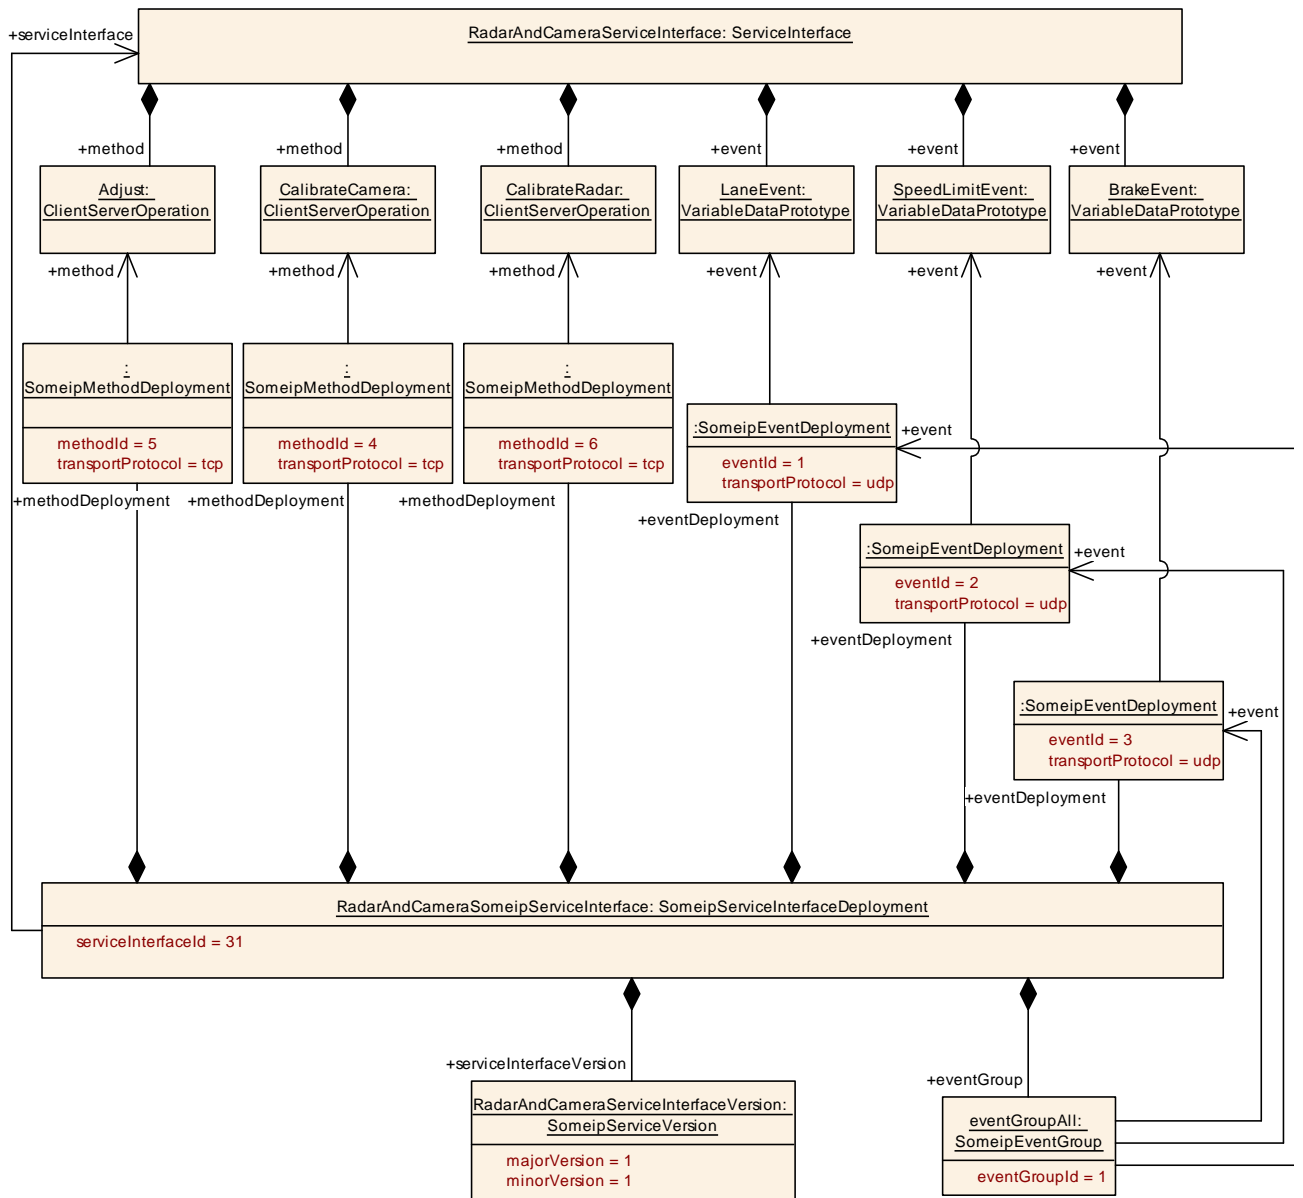 +serviceInterface
RadarAndCameraServiceInterface: ServiceInterface
+method
+method
+method
+event
+event
+event
Adjust:
ClientServerOperation
CalibrateCamera:
ClientServerOperation
CalibrateRadar:
ClientServerOperation
LaneEvent:
VariableDataPrototype
SpeedLimitEvent:
VariableDataPrototype
BrakeEvent:
VariableDataPrototype
+method
+method
+method
+event
+event
+event
:
SomeipMethodDeployment
methodId = 5
transportProtocol = tcp
:
SomeipMethodDeployment
methodId = 4
transportProtocol = tcp
:
SomeipMethodDeployment
methodId = 6
transportProtocol = tcp
:SomeipEventDeployment
eventId = 1
transportProtocol = udp
+event
+methodDeployment
+methodDeployment
+methodDeployment
+eventDeployment
:SomeipEventDeployment
eventId = 2
transportProtocol = udp
+event
+eventDeployment
:SomeipEventDeployment
eventId = 3
transportProtocol = udp
+event
+eventDeployment
RadarAndCameraSomeipServiceInterface: SomeipServiceInterfaceDeployment
serviceInterfaceId = 31
+serviceInterfaceVersion
+eventGroup
RadarAndCameraServiceInterfaceVersion:
SomeipServiceVersion
majorVersion = 1
minorVersion = 1
eventGroupAll:
SomeipEventGroup
eventGroupId = 1